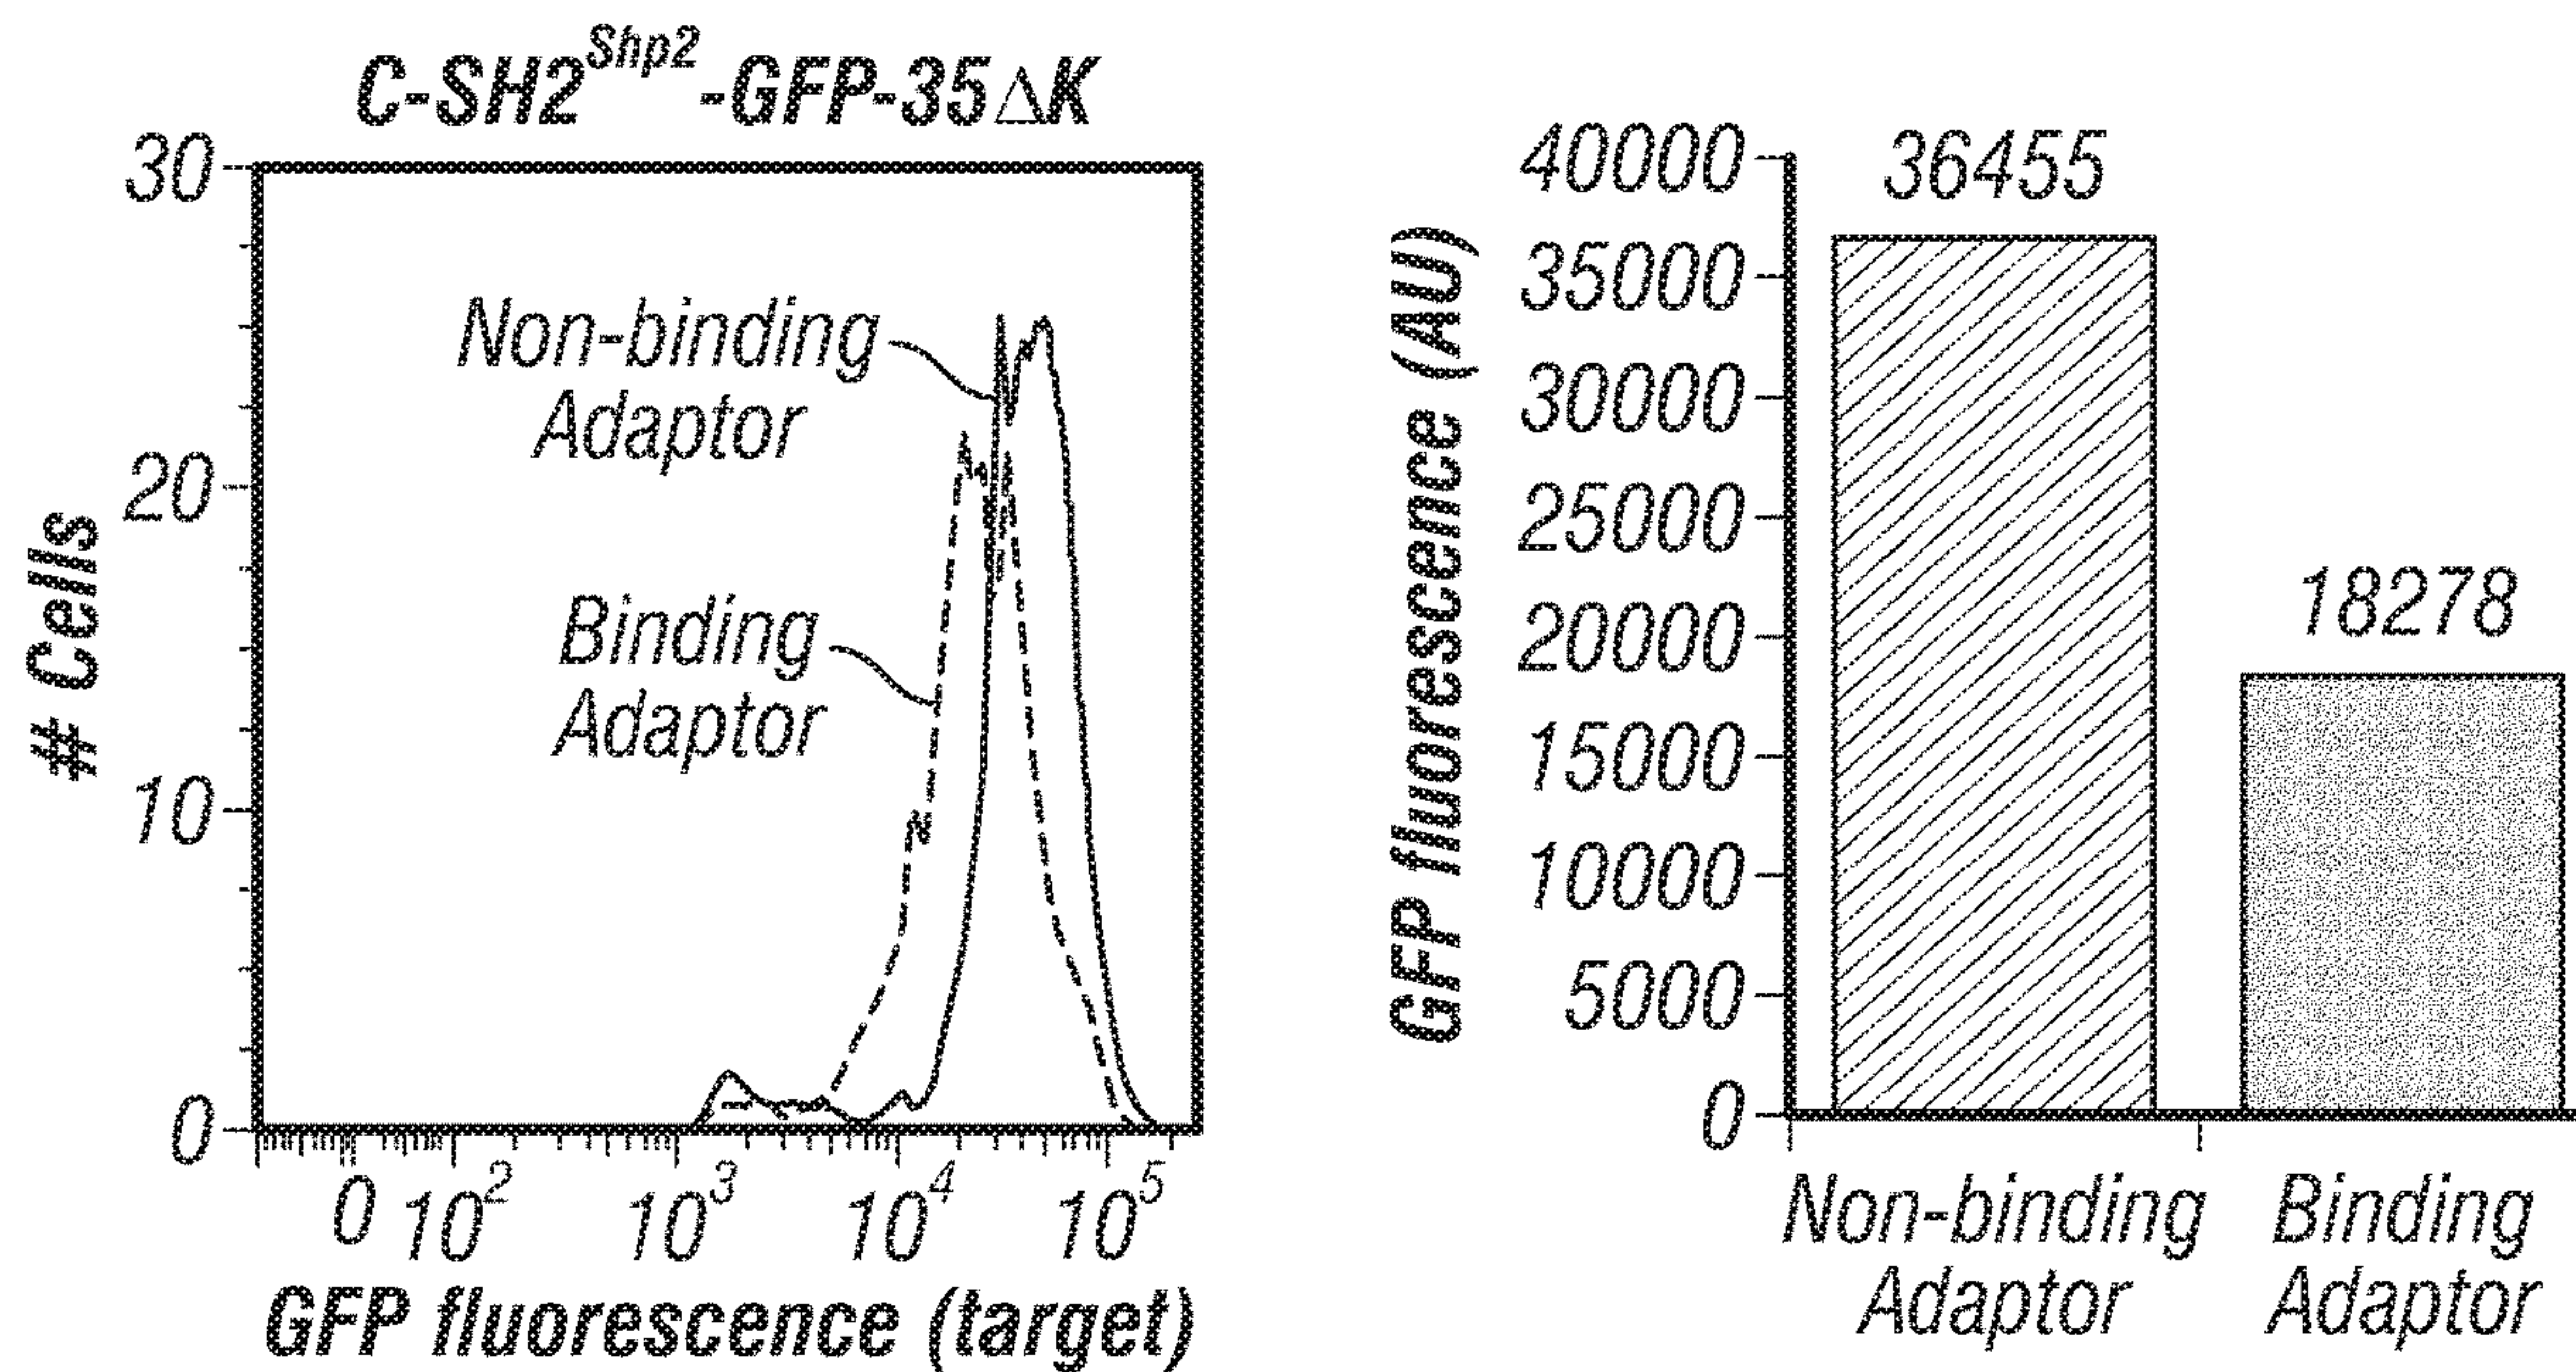 C-SH2^Shp2-GFP-35ΔK
30
20
10
0
# Cells
Non-binding
Adaptor
Binding
Adaptor
0 10^2 10^3 10^4 10^5
GFP fluorescence (target)
40000
35000
30000
25000
20000
15000
10000
5000
0
GFP fluorescence (AU)
36455
18278
Non-binding
Adaptor
Binding
Adaptor